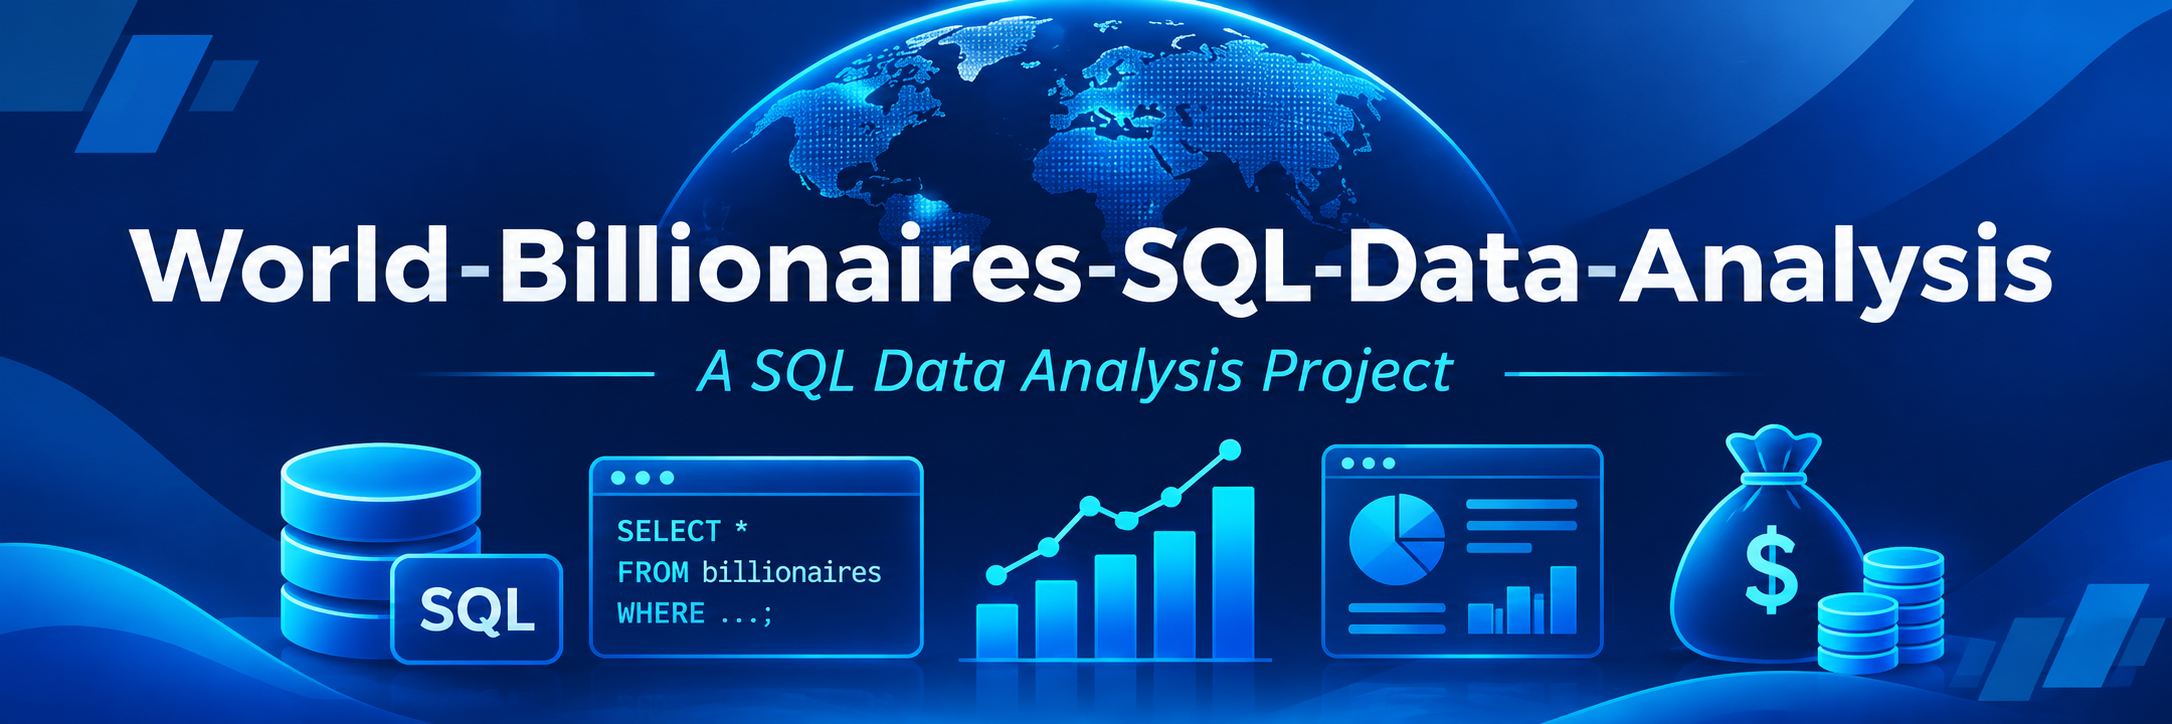 World-Billionaires-SQL-Data-Analysis
A SQL Data Analysis Project
SQL
SELECT *
FROM billionaires
WHERE ...;
$